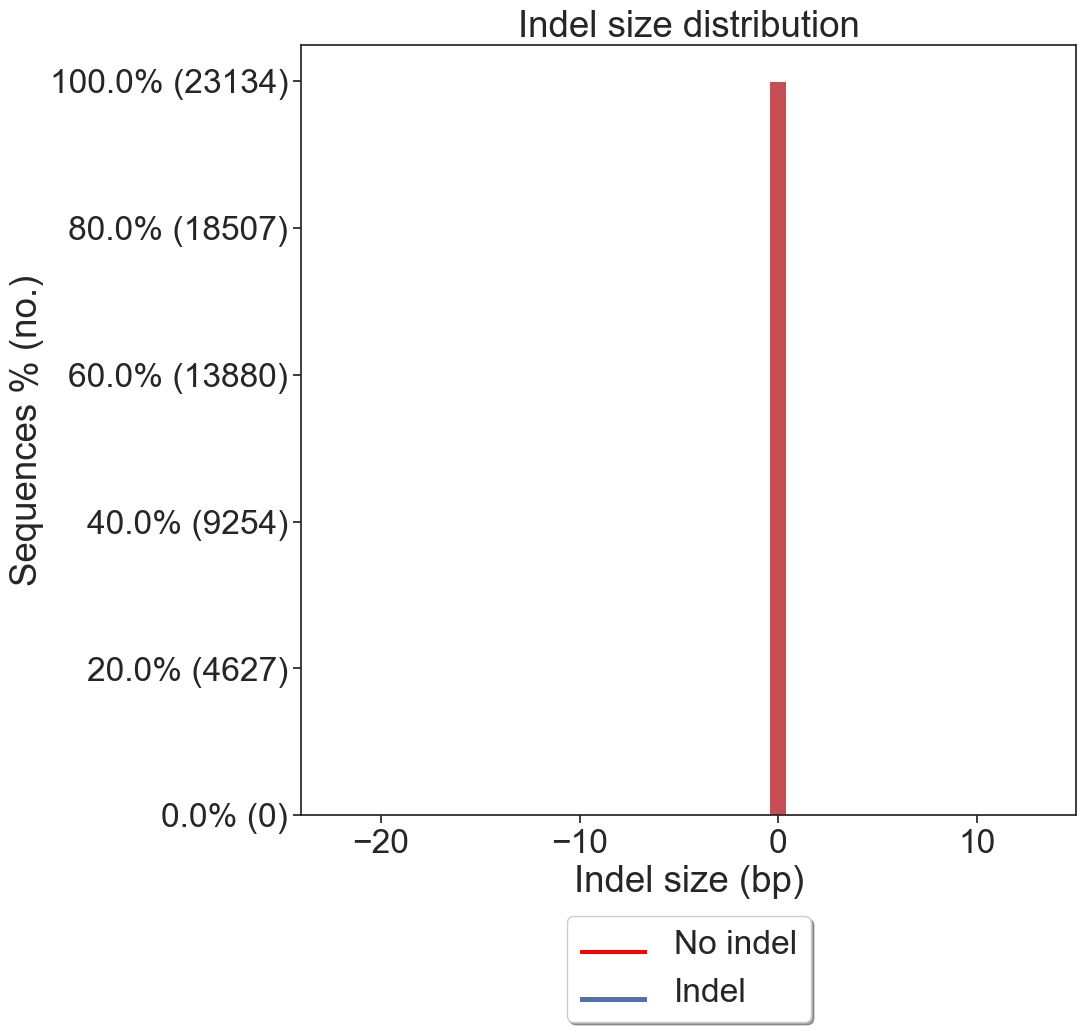 Indel size distribution
Sequences % (no.)
100.0% (23134)
80.0% (18507)
60.0% (13880)
40.0% (9254)
20.0% (4627)
0.0% (0)
−20 −10 0 10
Indel size (bp)
No indel
Indel